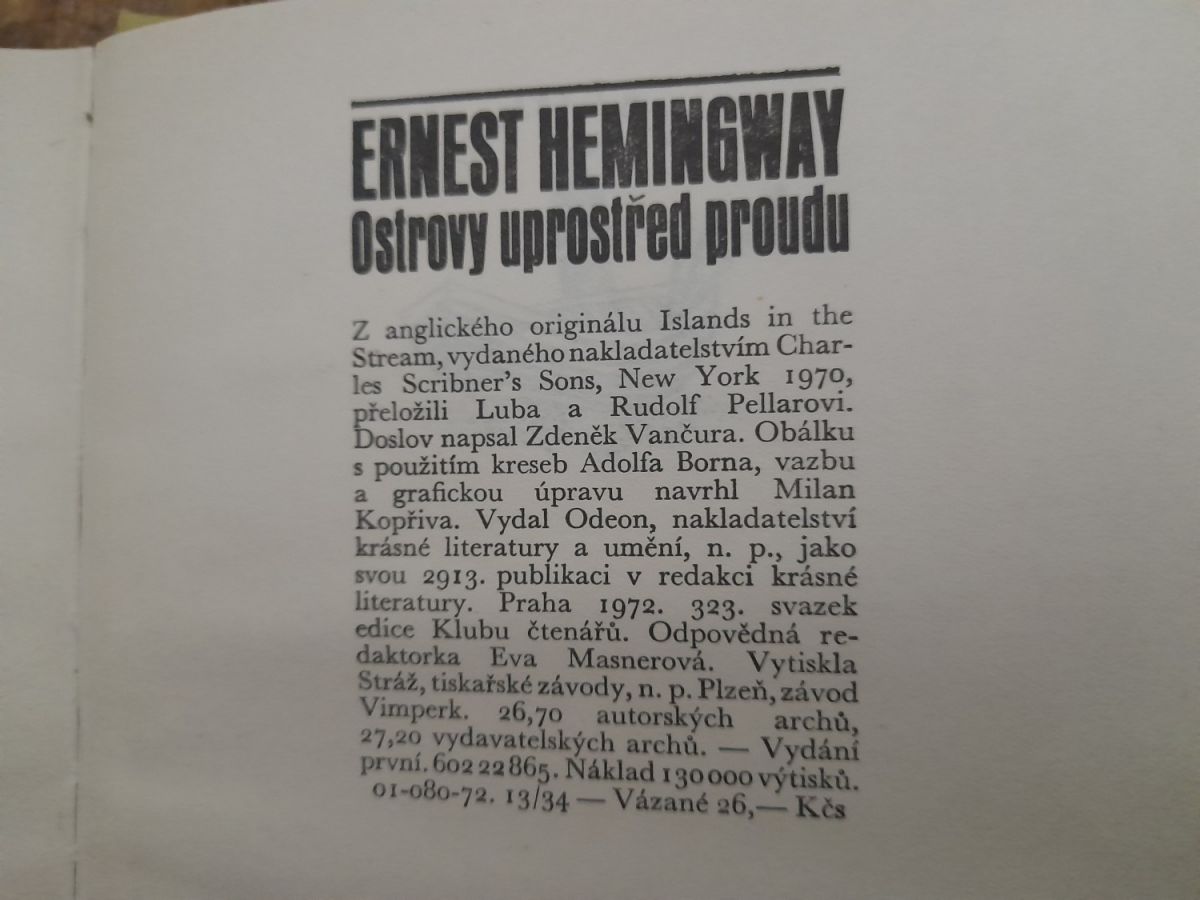 ERNEST HEMINGWAY
Ostrovy uprostřed proudu
Z anglického originálu Islands in the
Stream, vydaného nakladatelstvím Char-
les Scribner's Sons, New York 1970,
přeložili Luba a Rudolf Pellarovi.
Doslov napsal Zdeněk Vančura. Obálku
s použitím kreseb Adolfa Borna, vazbu
a grafickou úpravu navrhl Milan
Kopřiva. Vydal Odeon, nakladatelství
krásné literatury a umění, n. p., jako
svou 2913. publikaci v redakci krásné
literatury. Praha 1972. 323. svazek
edice Klubu čtenářů. Odpovědná re-
daktorka Eva Masnerová. Vytiskla
Stráž, tiskařské závody, n. p. Plzeň, závod
Vimperk. 26,70 autorských archů,
27,20 vydavatelských archů. — Vydání
první. 602 22 865. Náklad 130 000 výtisků.
01-080-72. 13/34 — Vázané 26,— Kčs